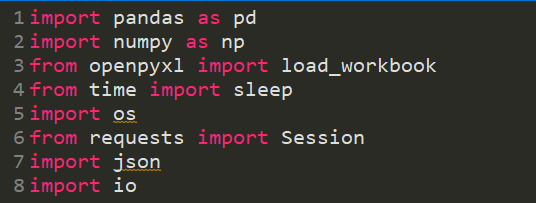 1 import pandas as pd
2 import numpy as np
3 from openpyxl import load_workbook
4 from time import sleep
5 import os
6 from requests import Session
7 import json
8 import io